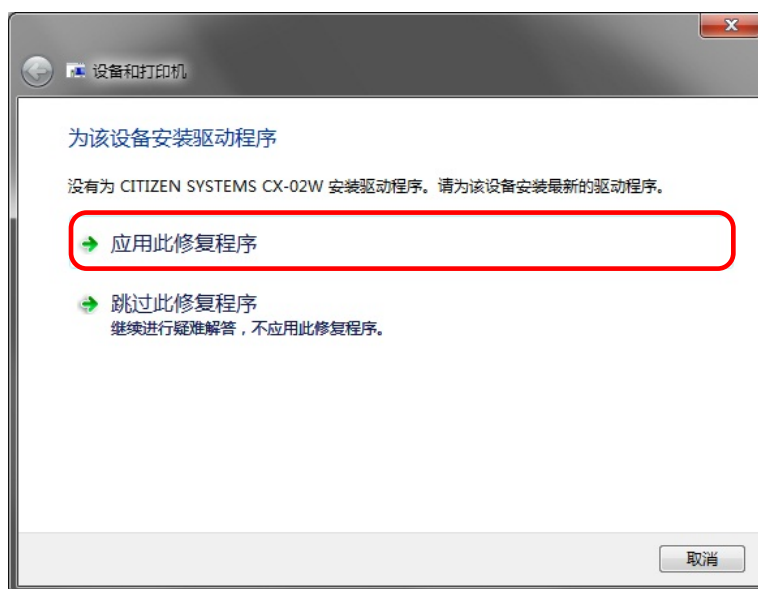 设备和打印机
为该设备安装驱动程序
没有为 CITIZEN SYSTEMS CX-02W 安装驱动程序。请为该设备安装最新的驱动程序。
应用此修复程序
跳过此修复程序
继续进行疑难解答，不应用此修复程序。
取消